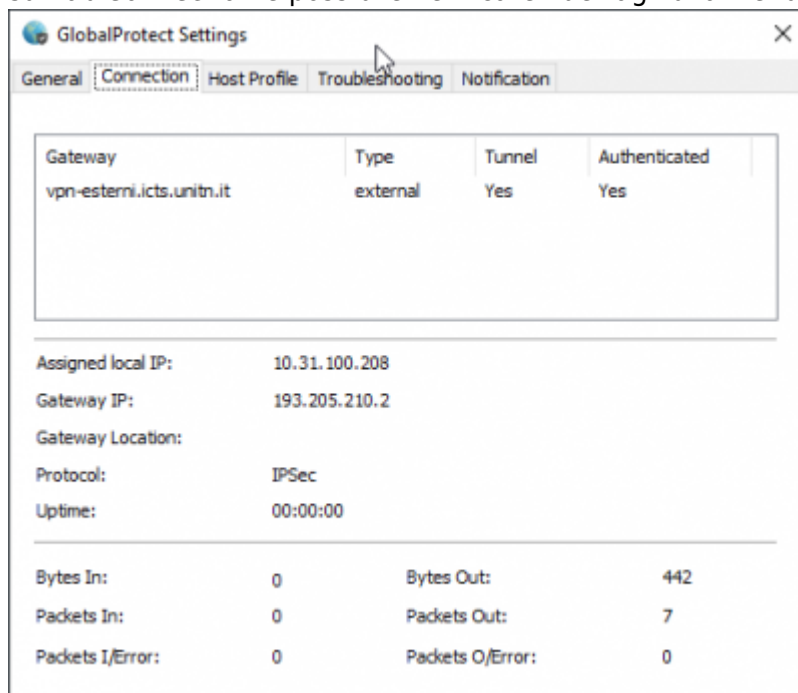 GlobalProtect Settings
General Connection Host Profile Troubleshooting Notification
Gateway Type Tunnel Authenticated
vpn-esterni.icts.unitn.it external Yes Yes
Assigned local IP: 10.31.100.208
Gateway IP: 193.205.210.2
Gateway Location:
Protocol: IPSec
Uptime: 00:00:00
Bytes In: 0 Bytes Out: 442
Packets In: 0 Packets Out: 7
Packets I/Error: 0 Packets O/Error: 0